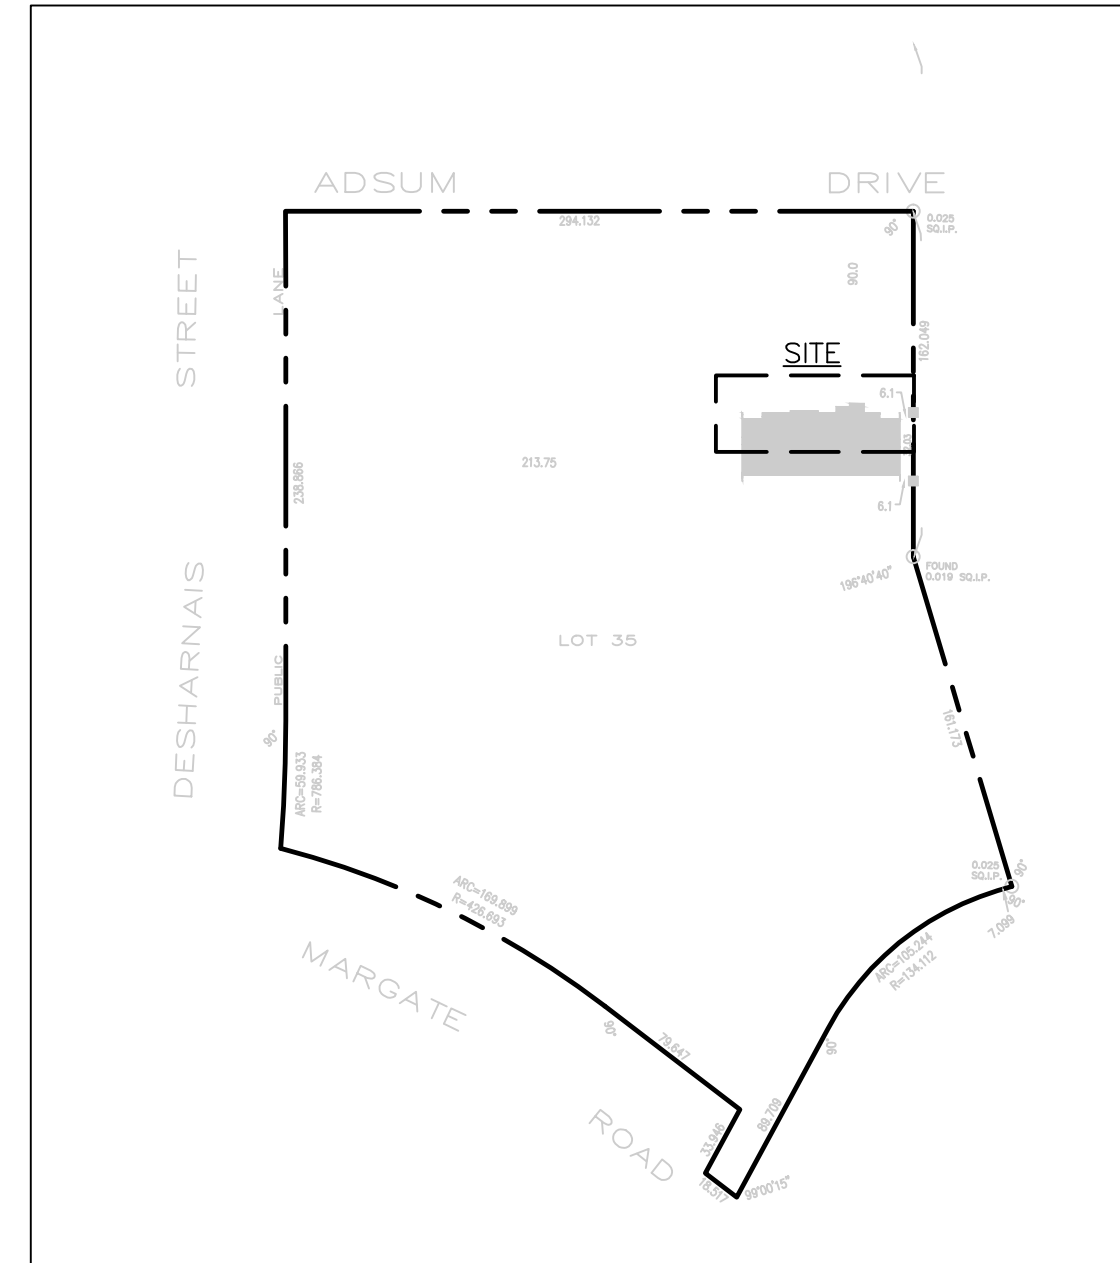 ADSUM DRIVE
294.132
90°
0.025
SQ.I.P.
STREET
LANE
90.0
162.049
SITE
6.1
213.75
238.866
6.1
FOUND
0.019 SQ.I.P.
196°40'40"
DESHARNAIS
LOT 35
PUBLIC
90°
161.173
ARC=59.933
R=786.384
0.025
SQ.I.P.
90°
90°
7.099
ARC=169.899
R=426.693
ARC=105.244
R=134.112
MARGATE
90°
79.647
90°
89.709
33.946
ROAD
18.517
99°00'15"